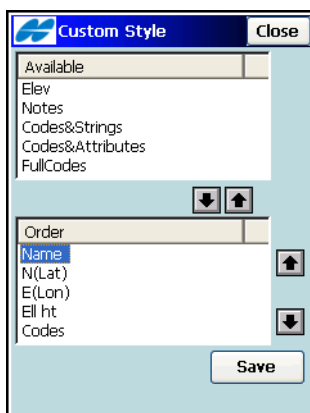 Custom Style Close
Available
Elev
Notes
Codes&Strings
Codes&Attributes
FullCodes
Order
Name
N(Lat)
E(Lon)
Ell ht
Codes
Save